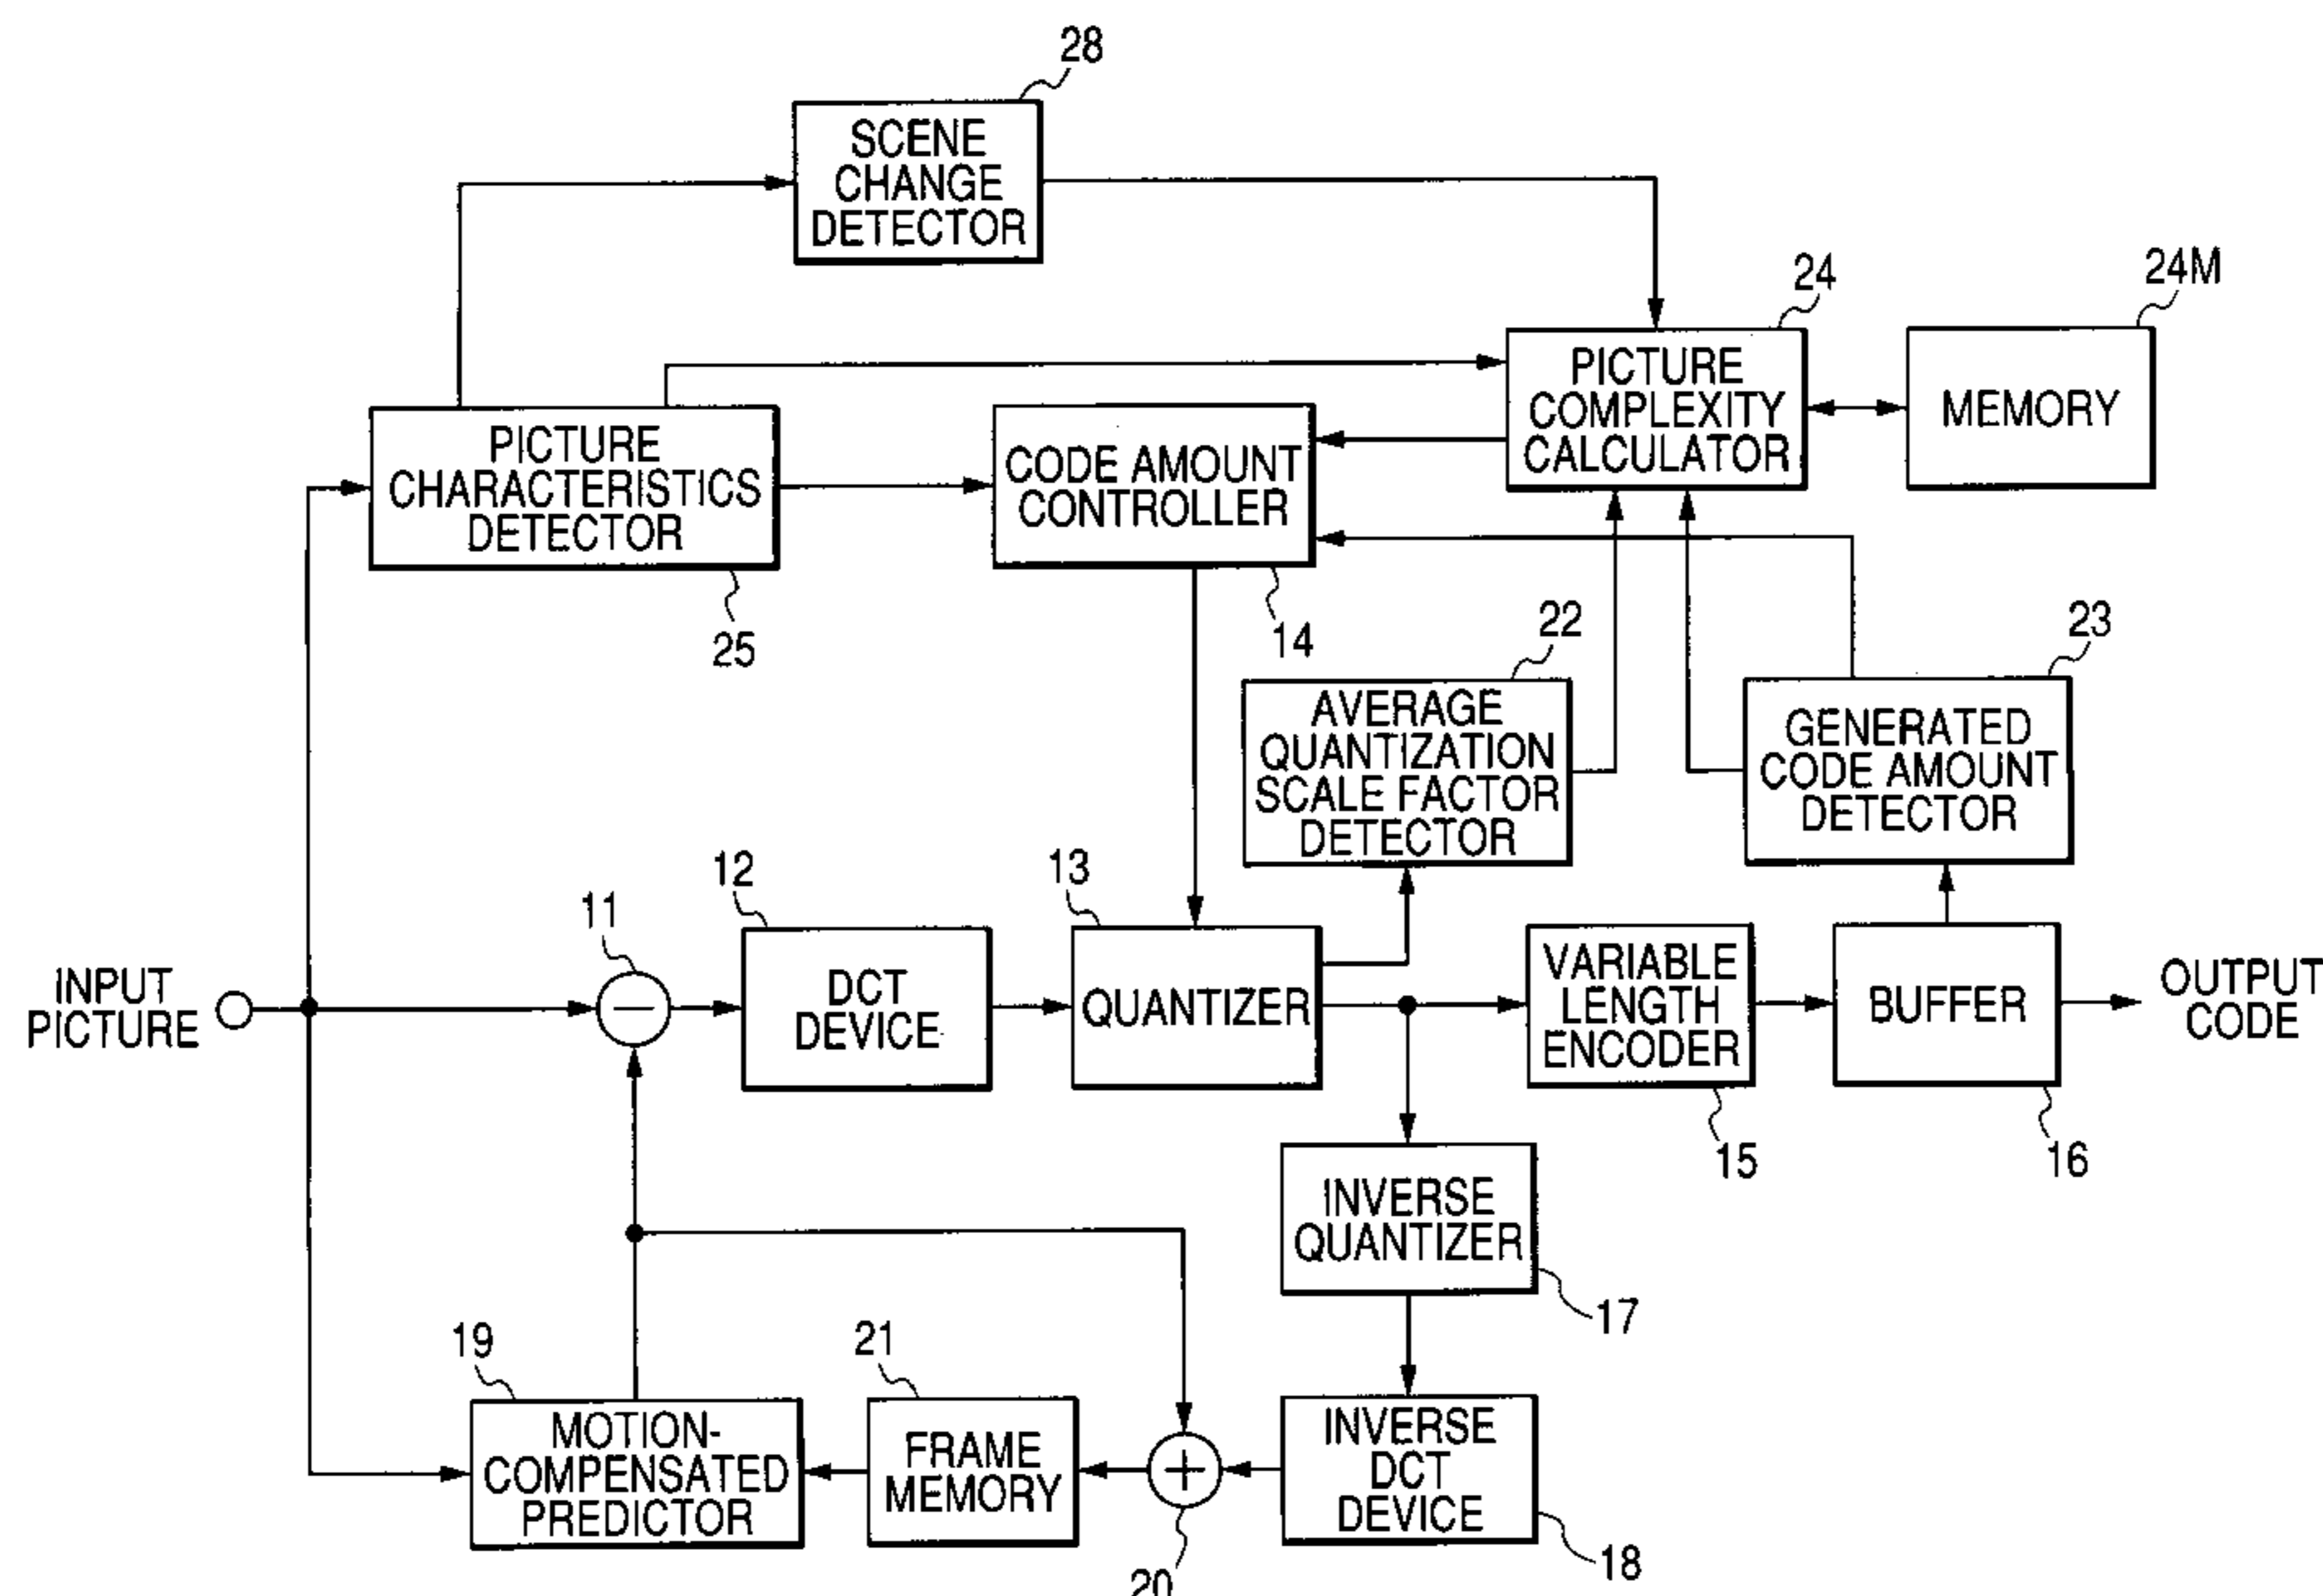 28
SCENE
CHANGE
DETECTOR
24
24M
PICTURE
COMPLEXITY
CALCULATOR
MEMORY
PICTURE
CHARACTERISTICS
DETECTOR
25
CODE AMOUNT
CONTROLLER
14
22
AVERAGE
QUANTIZATION
SCALE FACTOR
DETECTOR
23
GENERATED
CODE AMOUNT
DETECTOR
INPUT
PICTURE
11
12
DCT
DEVICE
13
QUANTIZER
VARIABLE
LENGTH
ENCODER
15
BUFFER
16
OUTPUT
CODE
INVERSE
QUANTIZER
17
19
MOTION-
COMPENSATED
PREDICTOR
21
FRAME
MEMORY
20
INVERSE
DCT
DEVICE
18